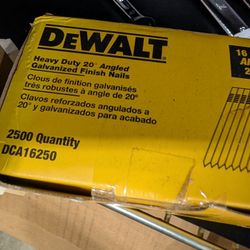 DEWALT
Heavy Duty 20° Angled
Galvanized Finish Nails
Clous de finition galvanisés
très robustes à angle de 20°
Clavos reforzados angulados a
20° y galvanizados para acabado
2500 Quantity
DCA16250
16